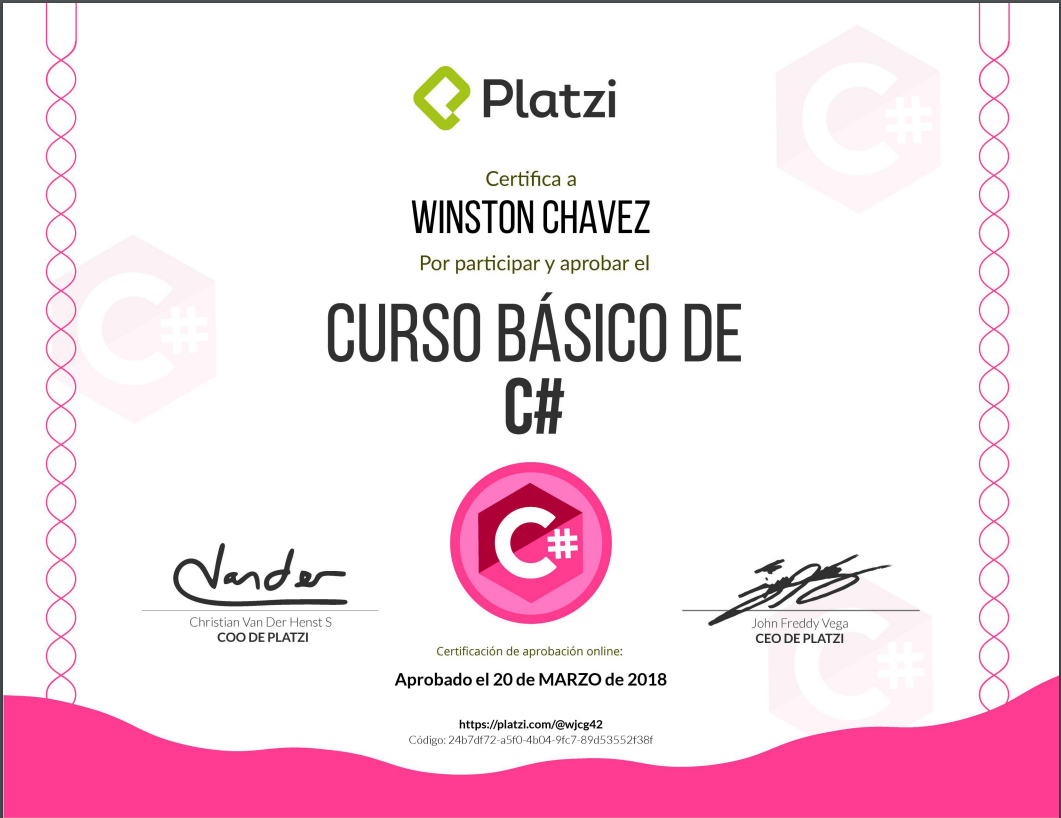 Platzi
Certifica a
WINSTON CHAVEZ
Por participar y aprobar el
CURSO BÁSICO DE
C#
C#
C#
C#
Vander
Christian Van Der Henst S
COO DE PLATZI
John Freddy Vega
CEO DE PLATZI
C#
Certificación de aprobación online:
Aprobado el 20 de MARZO de 2018
https://platzi.com/@wjcg42
Código: 24b7df72-a5f0-4b04-9fc7-89d53552f38f